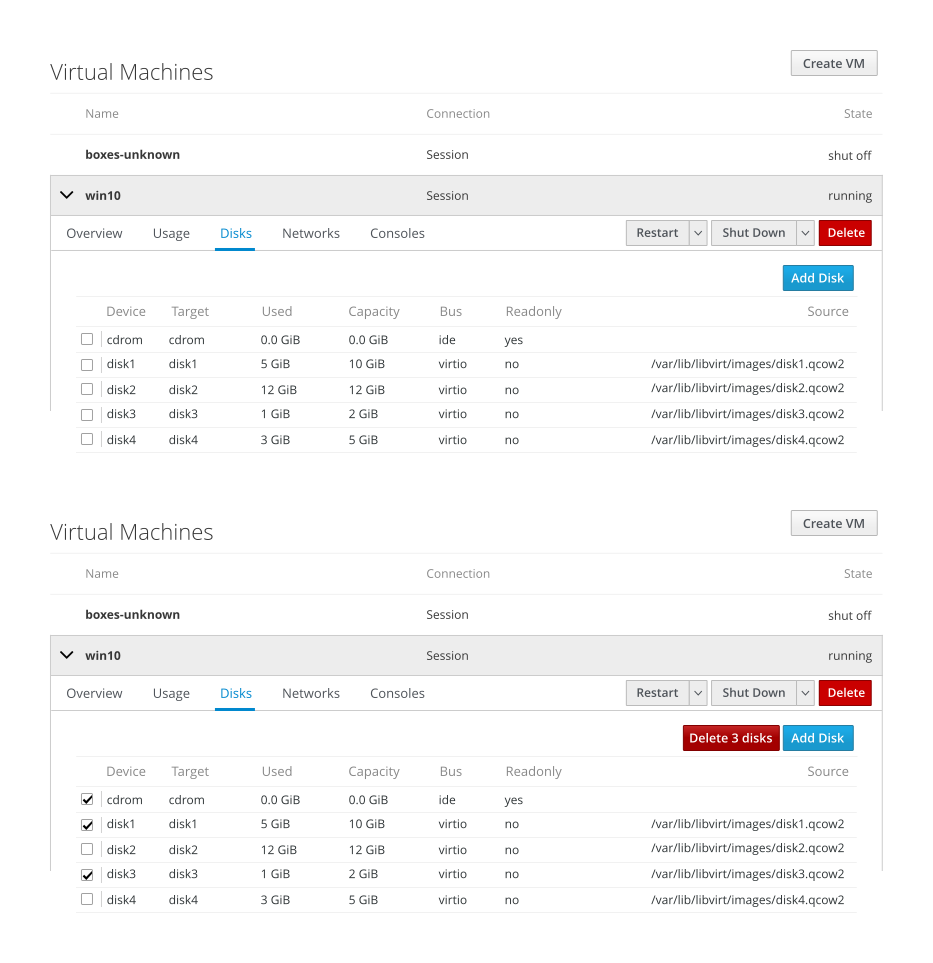 Virtual Machines Create VM
Name Connection State
boxes-unknown Session shut off
win10 Session running
Overview Usage Disks Networks Consoles Restart Shut Down Delete
Add Disk
Device Target Used Capacity Bus Readonly Source
cdrom cdrom 0.0 GiB 0.0 GiB ide yes
disk1 disk1 5 GiB 10 GiB virtio no /var/lib/libvirt/images/disk1.qcow2
disk2 disk2 12 GiB 12 GiB virtio no /var/lib/libvirt/images/disk2.qcow2
disk3 disk3 1 GiB 2 GiB virtio no /var/lib/libvirt/images/disk3.qcow2
disk4 disk4 3 GiB 5 GiB virtio no /var/lib/libvirt/images/disk4.qcow2
Virtual Machines Create VM
Name Connection State
boxes-unknown Session shut off
win10 Session running
Overview Usage Disks Networks Consoles Restart Shut Down Delete
Delete 3 disks Add Disk
Device Target Used Capacity Bus Readonly Source
cdrom cdrom 0.0 GiB 0.0 GiB ide yes
disk1 disk1 5 GiB 10 GiB virtio no /var/lib/libvirt/images/disk1.qcow2
disk2 disk2 12 GiB 12 GiB virtio no /var/lib/libvirt/images/disk2.qcow2
disk3 disk3 1 GiB 2 GiB virtio no /var/lib/libvirt/images/disk3.qcow2
disk4 disk4 3 GiB 5 GiB virtio no /var/lib/libvirt/images/disk4.qcow2